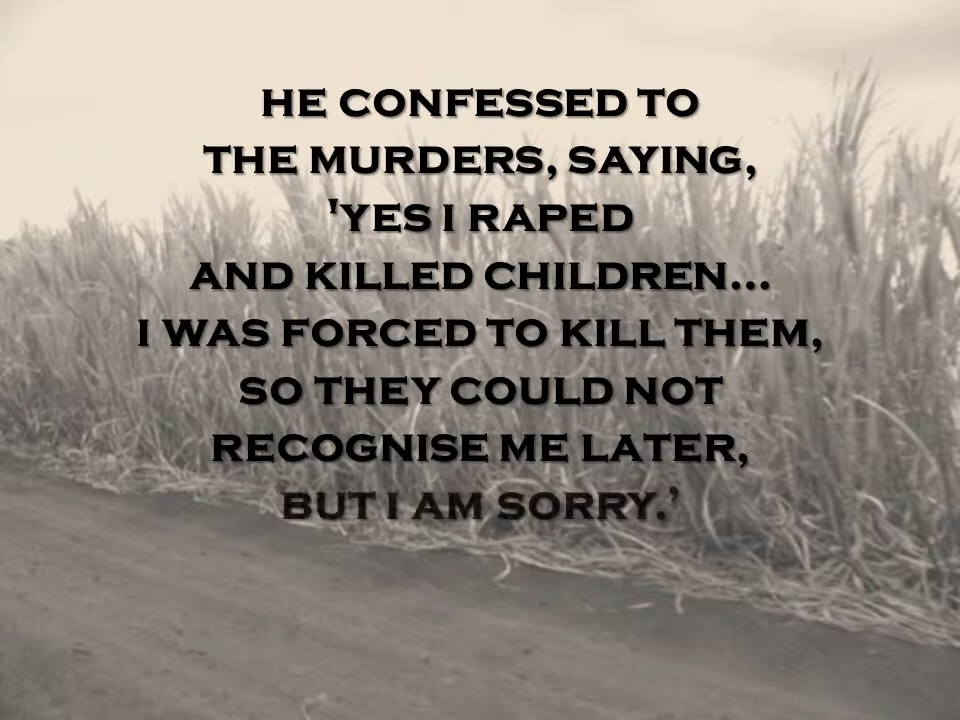 HE CONFESSED TO
THE MURDERS, SAYING,
'YES I RAPED
AND KILLED CHILDREN...
I WAS FORCED TO KILL THEM,
SO THEY COULD NOT
RECOGNISE ME LATER,
BUT I AM SORRY.’